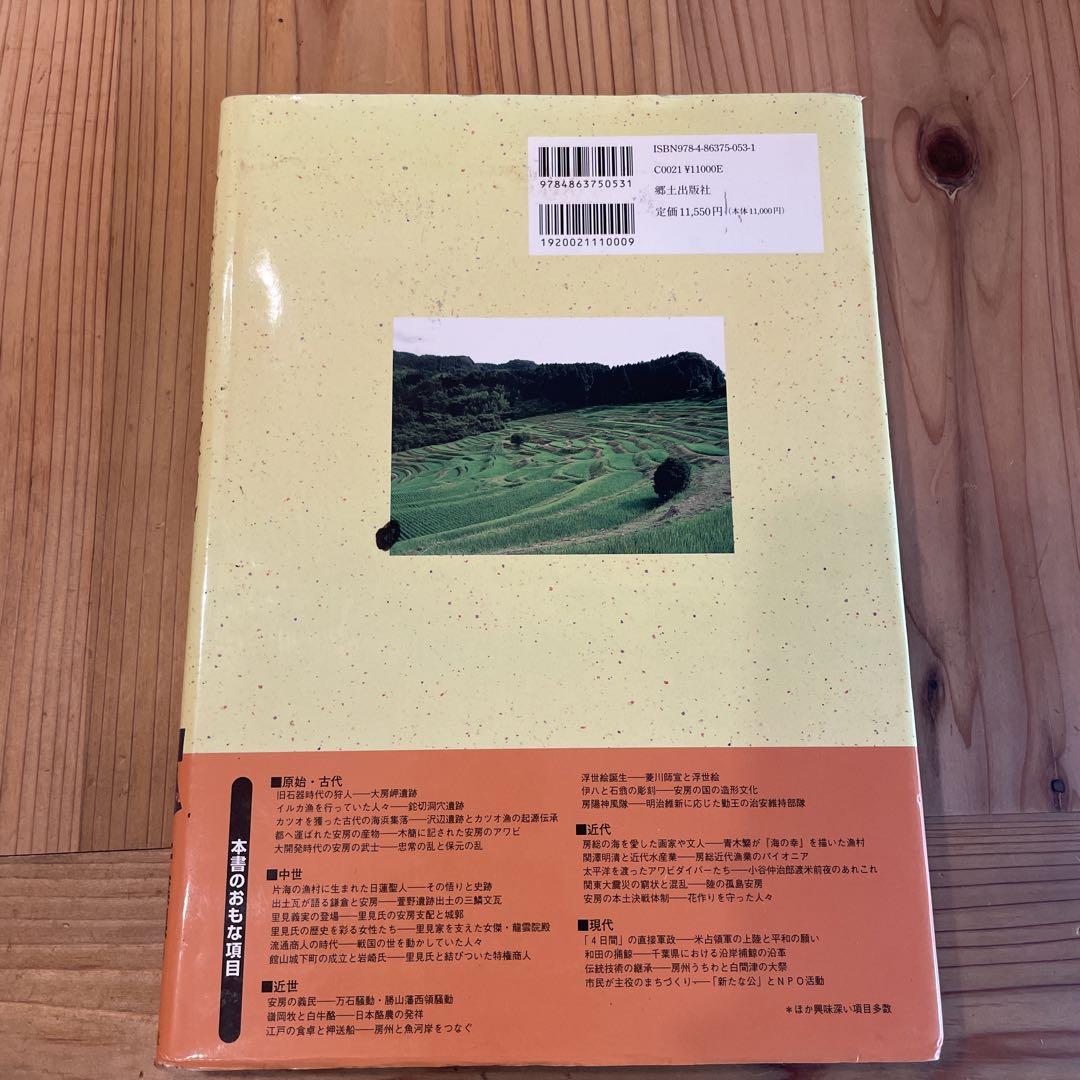 ISBN978-4-86375-053-1
C0021 ¥11000E
郷土出版社
定価11,550円(本体11,000円)
9784863750531
1920021110009
本書のおもな項目
■原始・古代
旧石器時代の狩人――大房岬遺跡
イルカ漁を行っていた人々――鉈切洞穴遺跡
カツオを獲った古代の海浜集落――沢辺遺跡とカツオ漁の起源伝承
都へ運ばれた安房の産物――木簡に記された安房のアワビ
大開発時代の安房の武士――忠常の乱と保元の乱
■中世
片海の漁村に生まれた日蓮聖人――その悟りと史跡
出土瓦が語る鎌倉と安房――萱野遺跡出土の三鱗文瓦
里見義実の登場――里見氏の安房支配と城郭
里見氏の歴史を彩る女性たち――里見家を支えた女傑・龍雲院殿
流通商人の時代――戦国の世を動かしていた人々
館山城下町の成立と岩崎氏――里見氏と結びついた特権商人
■近世
安房の義民――万石騒動・勝山藩西領騒動
嶺岡牧と白牛酪――日本酪農の発祥
江戸の食卓と押送船――房州と魚河岸をつなぐ
浮世絵誕生――菱川師宣と浮世絵
伊八と石翁の彫刻――安房の国の造形文化
房陽神風隊――明治維新に応じた勤王の治安維持部隊
■近代
房総の海を愛した画家や文人――青木繁が「海の幸」を描いた漁村
関澤明清と近代水産業――房総近代漁業のパイオニア
太平洋を渡ったアワビダイバーたち――小谷仲治郎渡米前夜のあれこれ
関東大震災の窮状と混乱――陸の孤島安房
安房の本土決戦体制――花作りを守った人々
■現代
「4日間」の直接軍政――米占領軍の上陸と平和の願い
和田の捕鯨――千葉県における沿岸捕鯨の沿革
伝統技術の継承――房州うちわと白間津の大祭
市民が主役のまちづくり――「新たな公」とNPO活動
＊ほか興味深い項目多数